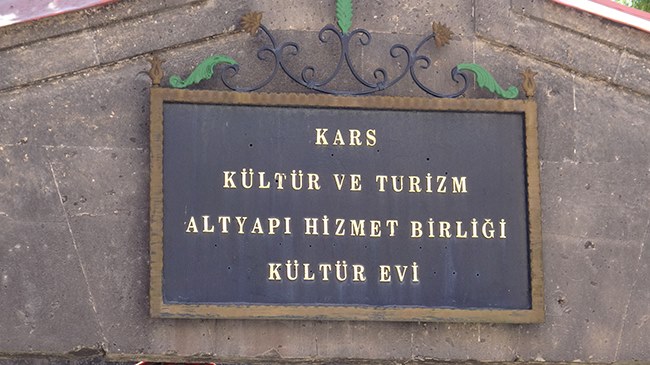 KARS
KÜLTÜR VE TURİZM
ALTYAPI HİZMET BİRLİĞİ
KÜLTÜR EVİ